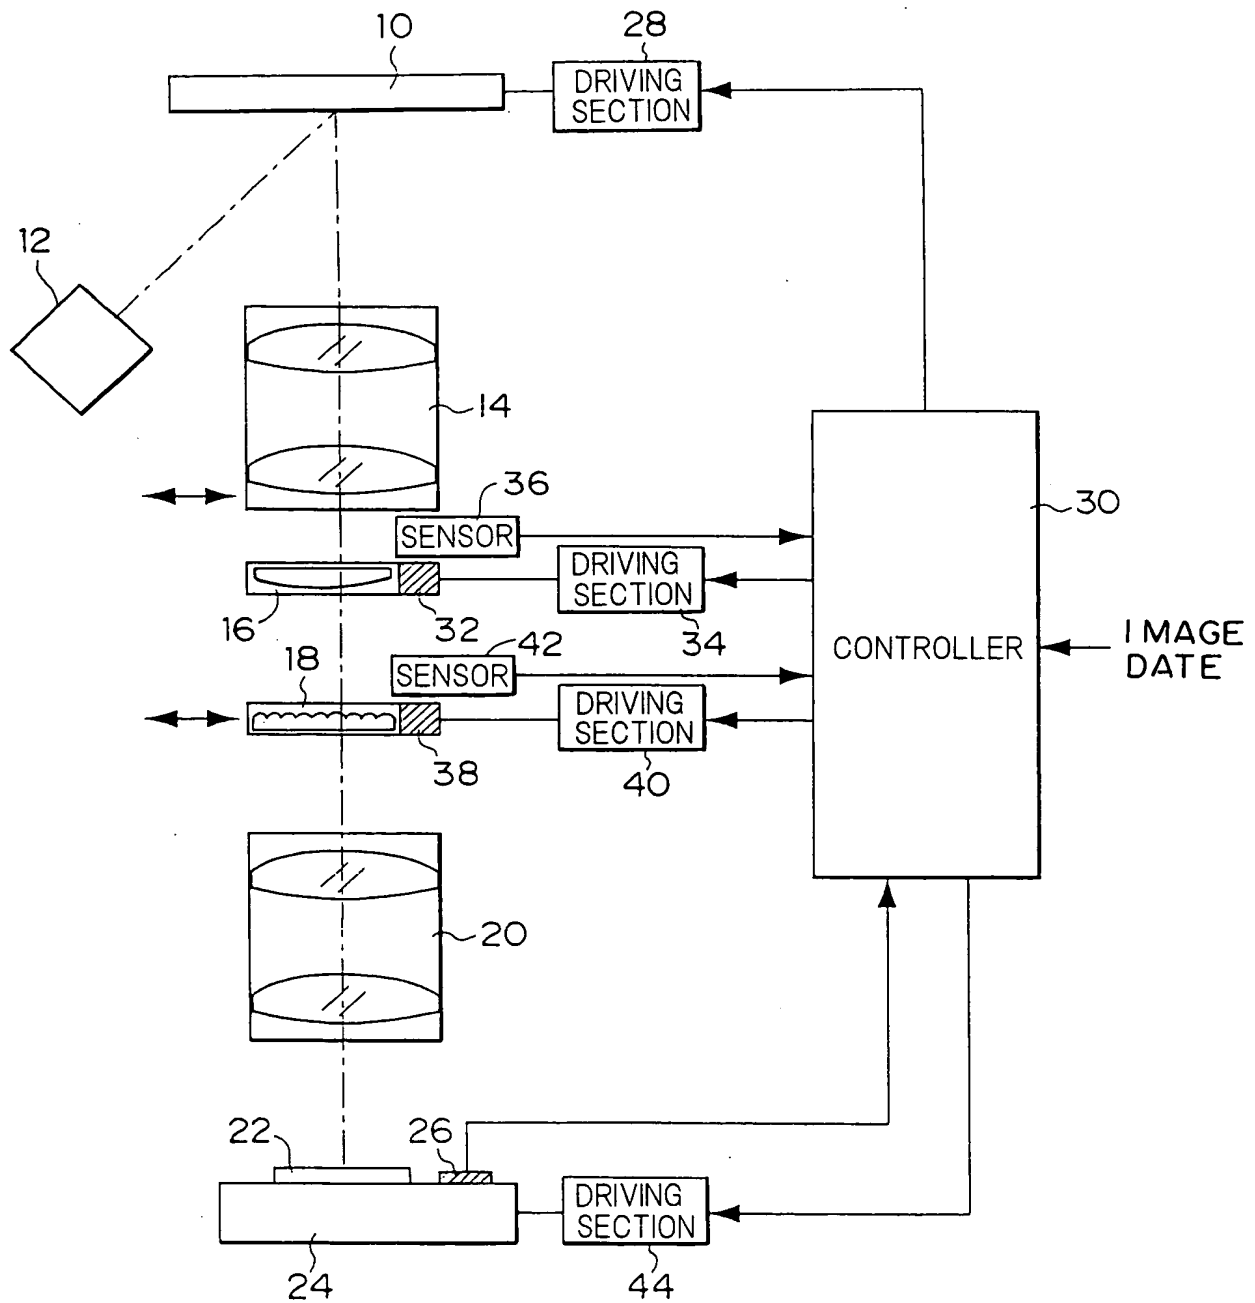 10
28
DRIVING
SECTION
12
14
36
SENSOR
30
DRIVING
SECTION
16
32
34
42
CONTROLLER
IMAGE
DATE
18
SENSOR
DRIVING
SECTION
38
40
20
22
26
DRIVING
SECTION
24
44